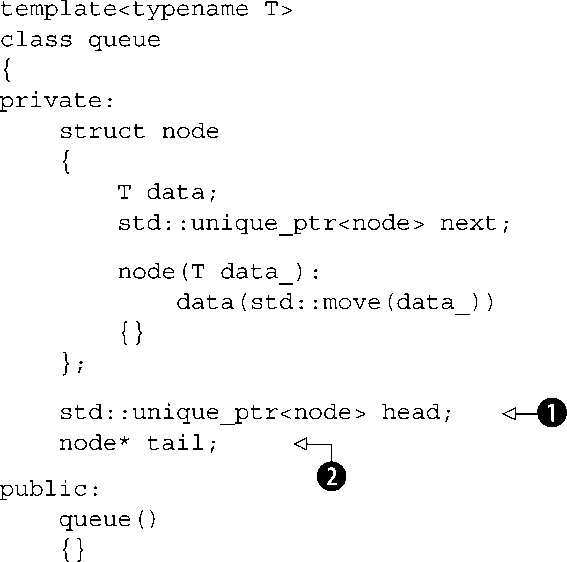 template<typename T>
class queue
{
private:
    struct node
    {
        T data;
        std::unique_ptr<node> next;

        node(T data_):
            data(std::move(data_))
        {}
    };

    std::unique_ptr<node> head; 1
    node* tail; 2

public:
    queue()
    {}